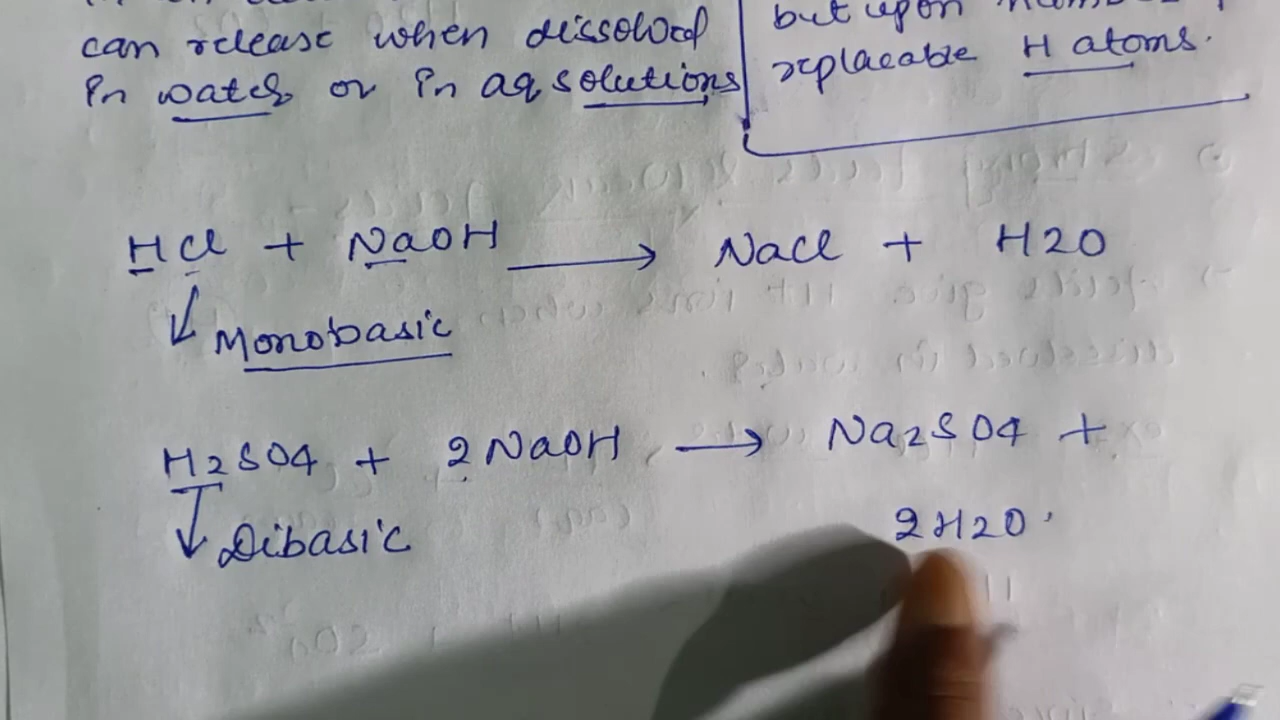 can release when dissolved
in water or in aq solutions
but upon
replaceable H atoms.
HCl + NaOH → NaCl + H2O
Monobasic
H2SO4 + 2NaOH → Na2SO4 +
2H2O.
Dibasic